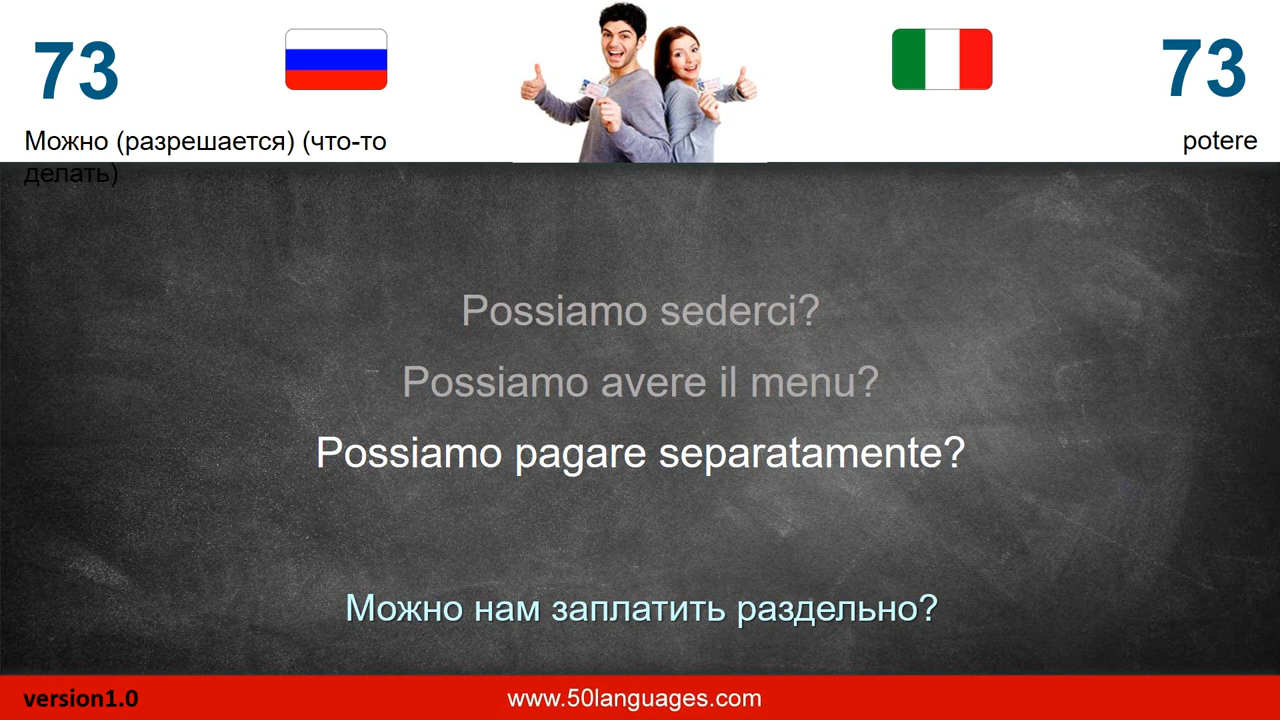 73
73
Можно (разрешается) (что-то
делать)
potere
Possiamo sederci?
Possiamo avere il menu?
Possiamo pagare separatamente?
Можно нам заплатить раздельно?
version1.0
www.50languages.com